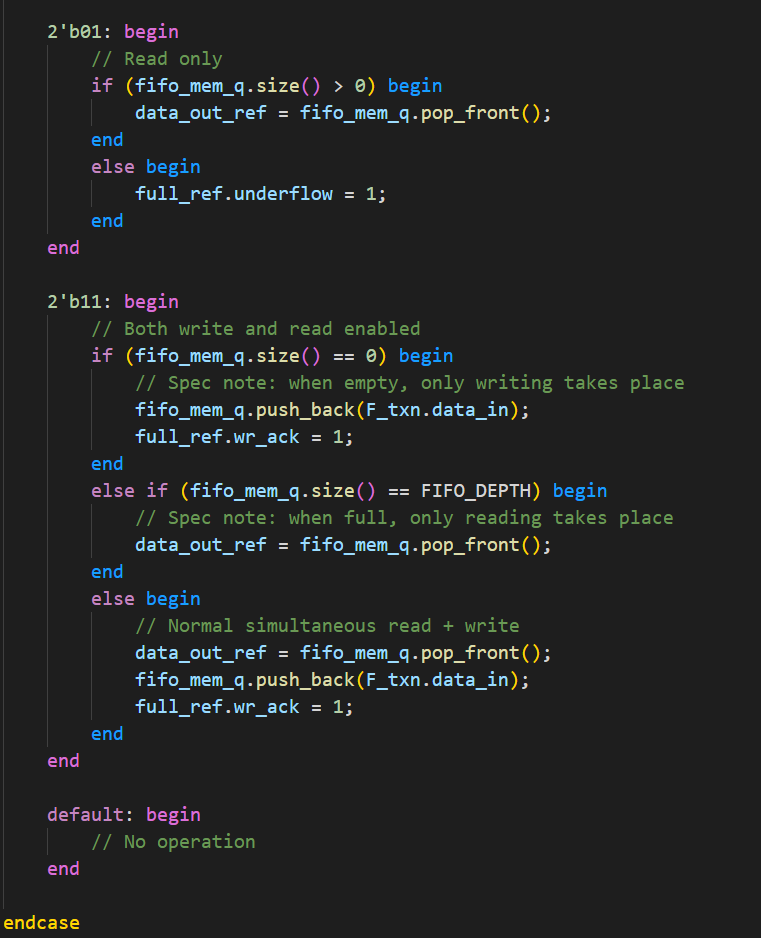 2'b01: begin
// Read only
if (fifo_mem_q.size() > 0) begin
data_out_ref = fifo_mem_q.pop_front();
end
else begin
full_ref.underflow = 1;
end
end
2'b11: begin
// Both write and read enabled
if (fifo_mem_q.size() == 0) begin
// Spec note: when empty, only writing takes place
fifo_mem_q.push_back(F_txn.data_in);
full_ref.wr_ack = 1;
end
else if (fifo_mem_q.size() == FIFO_DEPTH) begin
// Spec note: when full, only reading takes place
data_out_ref = fifo_mem_q.pop_front();
end
else begin
// Normal simultaneous read + write
data_out_ref = fifo_mem_q.pop_front();
fifo_mem_q.push_back(F_txn.data_in);
full_ref.wr_ack = 1;
end
end
default: begin
// No operation
end
endcase